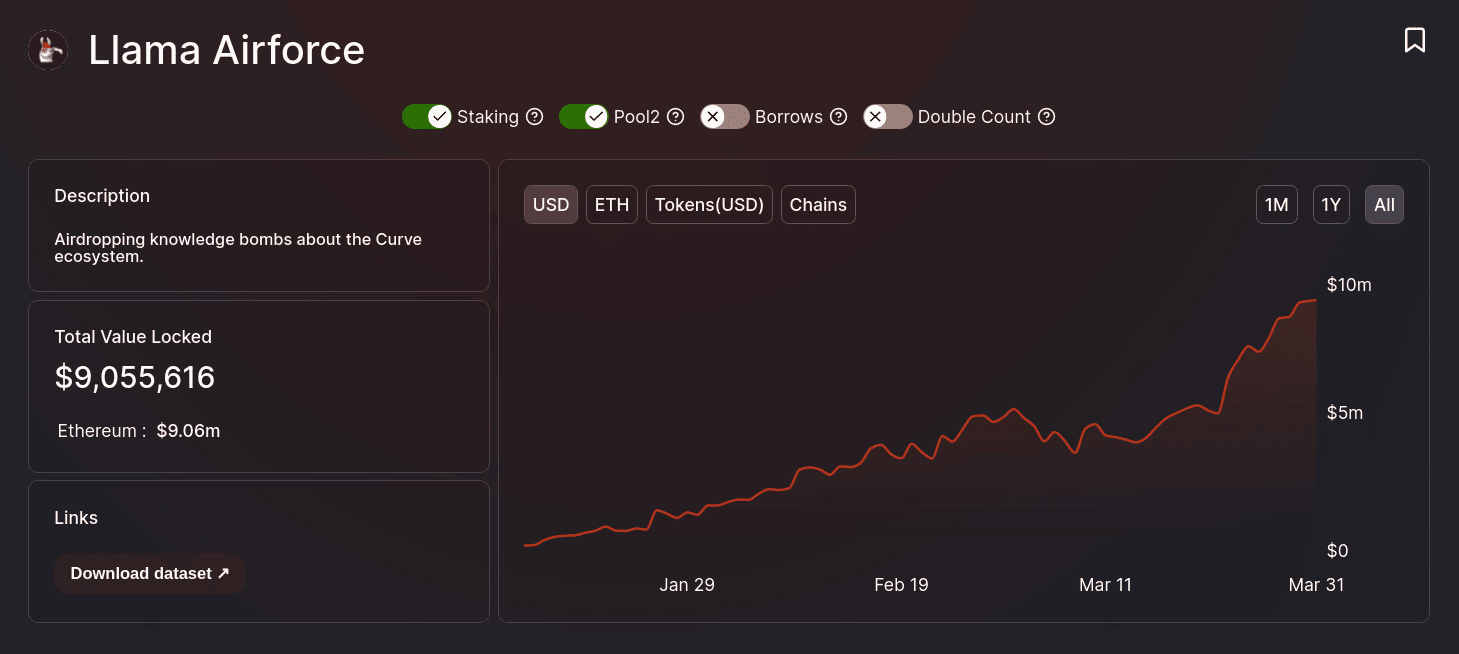 Llama Airforce
Staking
Pool2
Borrows
Double Count
Description
Airdropping knowledge bombs about the Curve
ecosystem.
Total Value Locked
$9,055,616
Ethereum : $9.06m
Links
Download dataset ↗
USD ETH Tokens(USD) Chains
1M 1Y All
$10m
$5m
$0
Jan 29 Feb 19 Mar 11 Mar 31